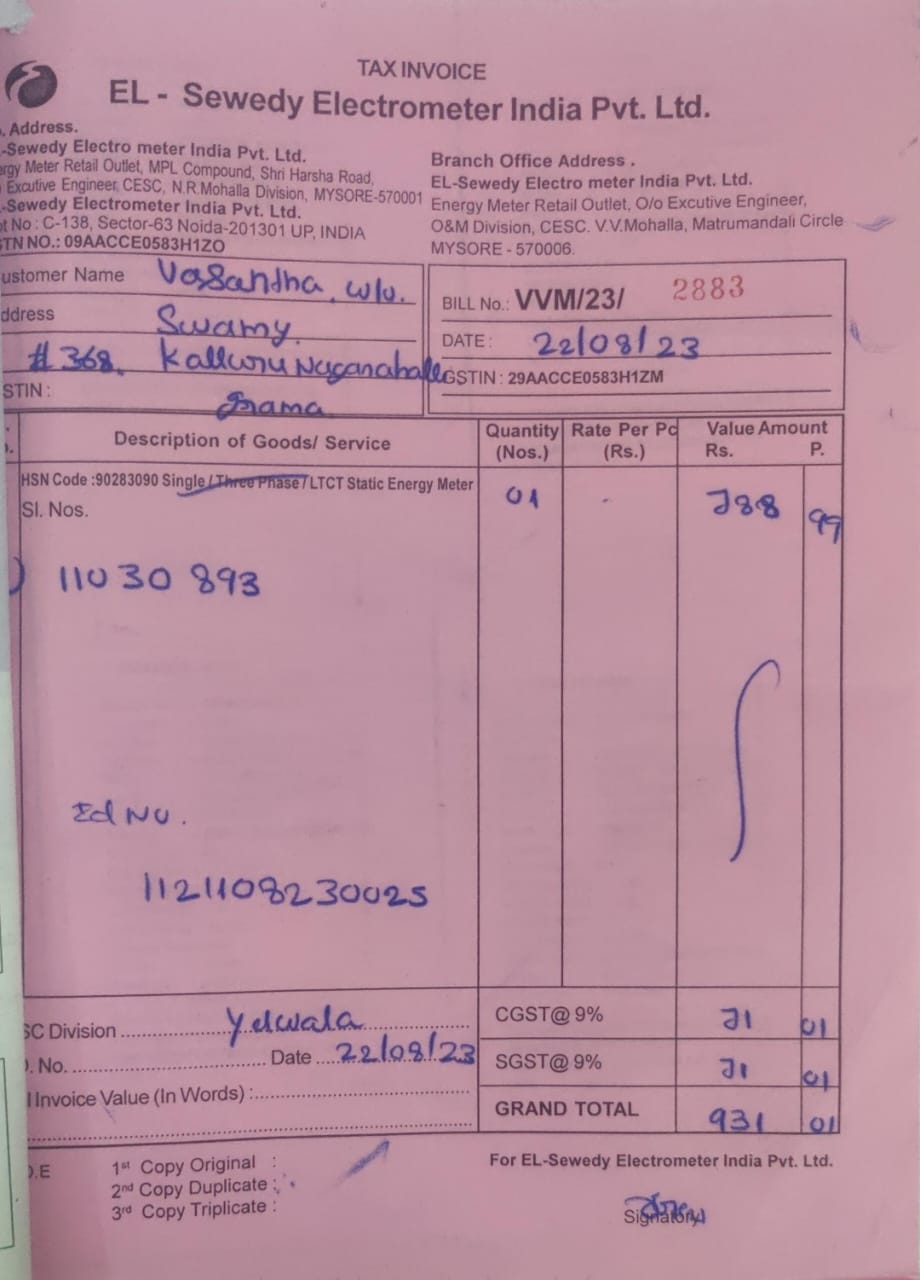 TAX INVOICE
EL - Sewedy Electrometer India Pvt. Ltd.
. Address.
-Sewedy Electro meter India Pvt. Ltd.
ergy Meter Retail Outlet, MPL Compound, Shri Harsha Road,
Excutive Engineer, CESC, N.R.Mohalla Division, MYSORE-570001
-Sewedy Electrometer India Pvt. Ltd.
t No : C-138, Sector-63 Noida-201301 UP, INDIA
STN NO.: 09AACCE0583H1ZO
Branch Office Address .
EL-Sewedy Electro meter India Pvt. Ltd.
Energy Meter Retail Outlet, O/o Excutive Engineer,
O&M Division, CESC. V.V.Mohalla, Matrumandali Circle
MYSORE - 570006.
ustomer Name Vasantha w/o.
ddress Swamy.
#368, Kalluru Naganahalle
STIN : Grama
BILL No.: VVM/23/ 2883
DATE : 22/08/23
GSTIN : 29AACCE0583H1ZM
Description of Goods/ Service Quantity (Nos.) Rate Per Pc (Rs.) Value Amount Rs. P.
HSN Code :90283090 Single / Three Phase / LTCT Static Energy Meter 01 - 788 99
Sl. Nos.
) 11030893
Ed No.
1121108230025
SC Division Yelwala CGST@ 9% 71 01
. No. Date 22/08/23 SGST@ 9% 71 01
l Invoice Value (In Words) : GRAND TOTAL 931 01
O.E 1st Copy Original :
2nd Copy Duplicate :
3rd Copy Triplicate :
For EL-Sewedy Electrometer India Pvt. Ltd.
Signatory